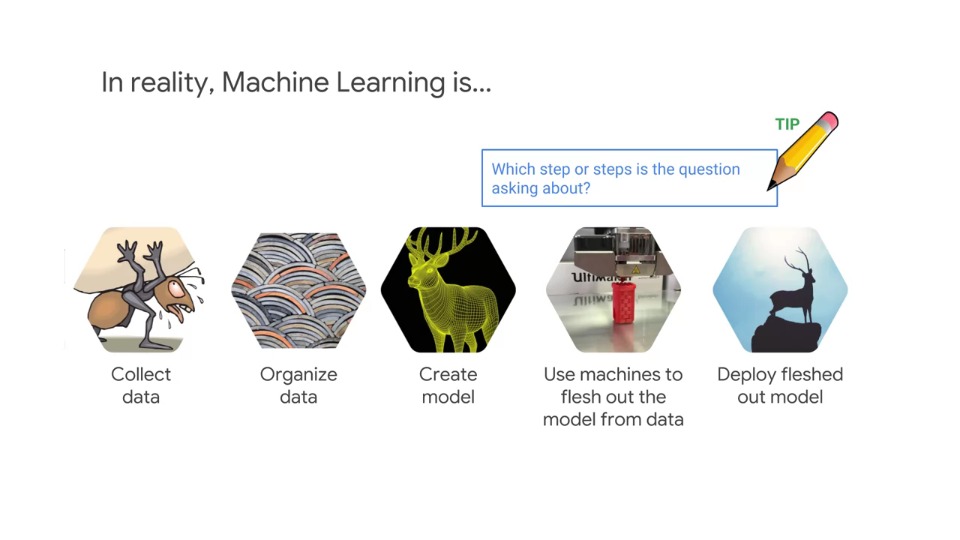 In reality, Machine Learning is...
TIP
Which step or steps is the question
asking about?
Collect
data
Organize
data
Create
model
Use machines to
flesh out the
model from data
Deploy fleshed
out model